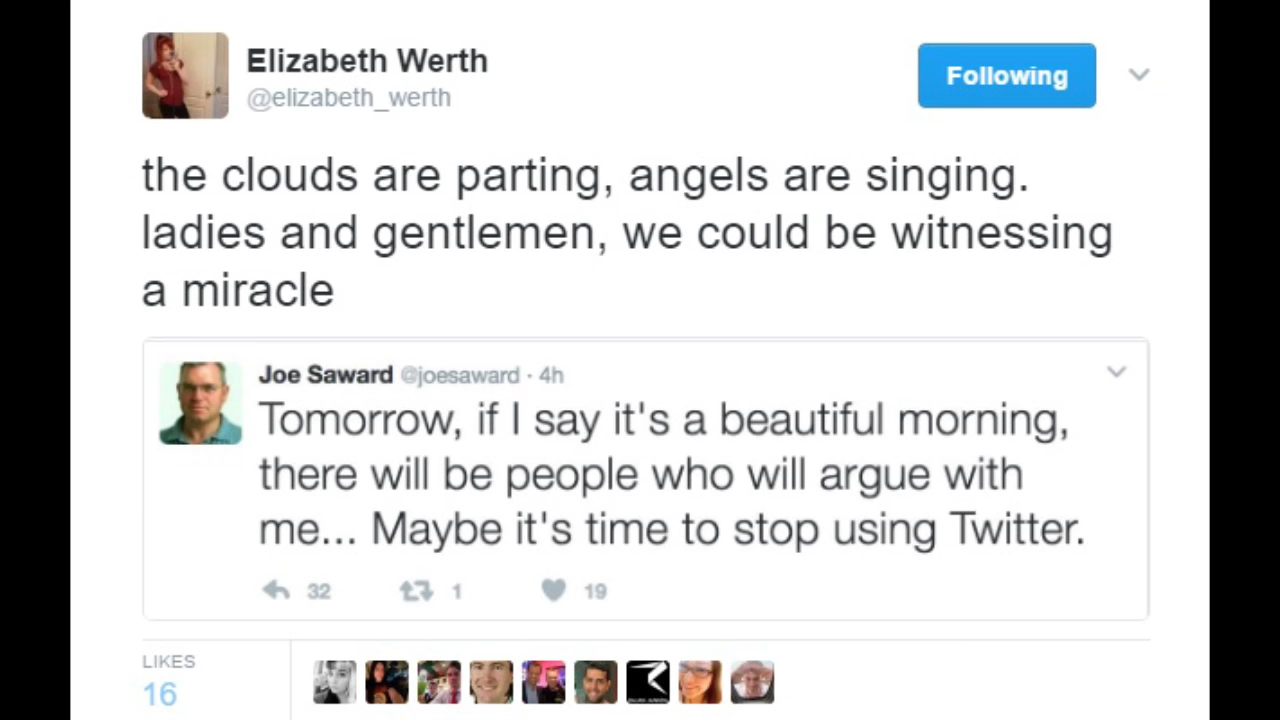 Elizabeth Werth
@elizabeth_werth
Following
the clouds are parting, angels are singing.
ladies and gentlemen, we could be witnessing
a miracle
Joe Saward @joesaward · 4h
Tomorrow, if I say it's a beautiful morning,
there will be people who will argue with
me... Maybe it's time to stop using Twitter.
32 1 19
LIKES
16